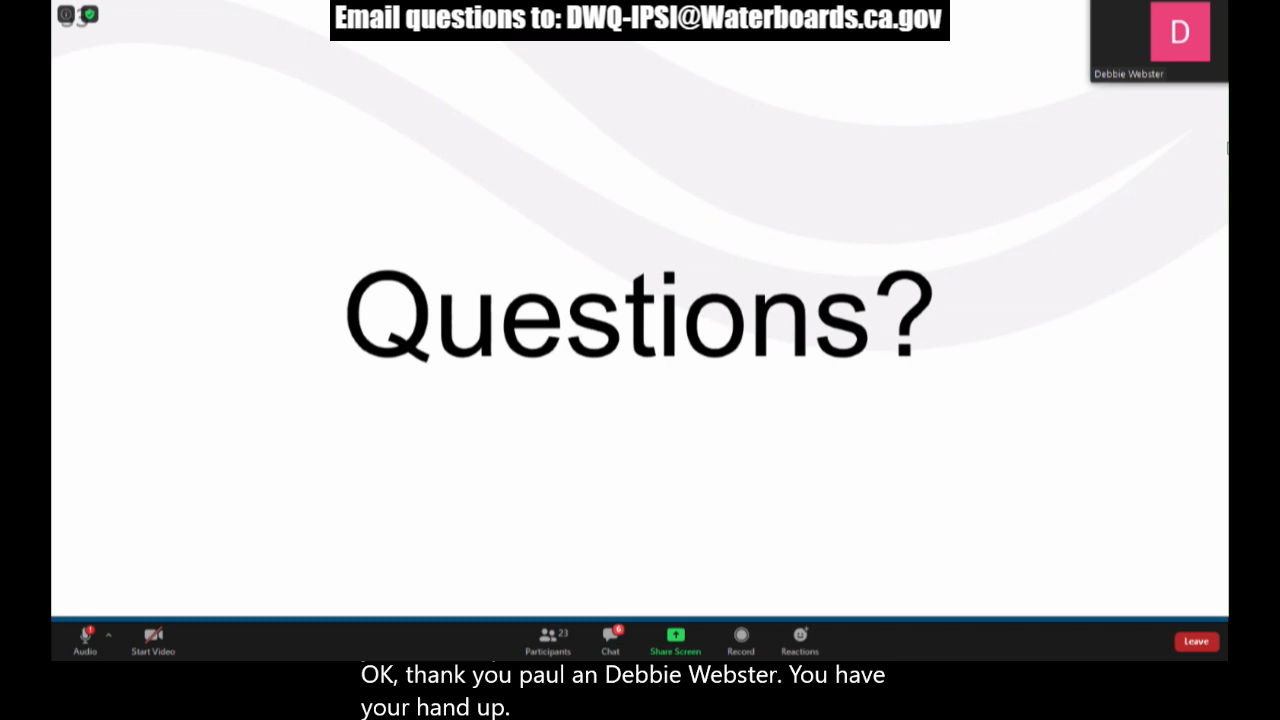 Email questions to: DWQ-IPSI@Waterboards.ca.gov
D
Debbie Webster
Questions?
Audio
Start Video
23
Participants
6
Chat
Share Screen
Record
Reactions
Leave
OK, thank you paul an Debbie Webster. You have
your hand up.